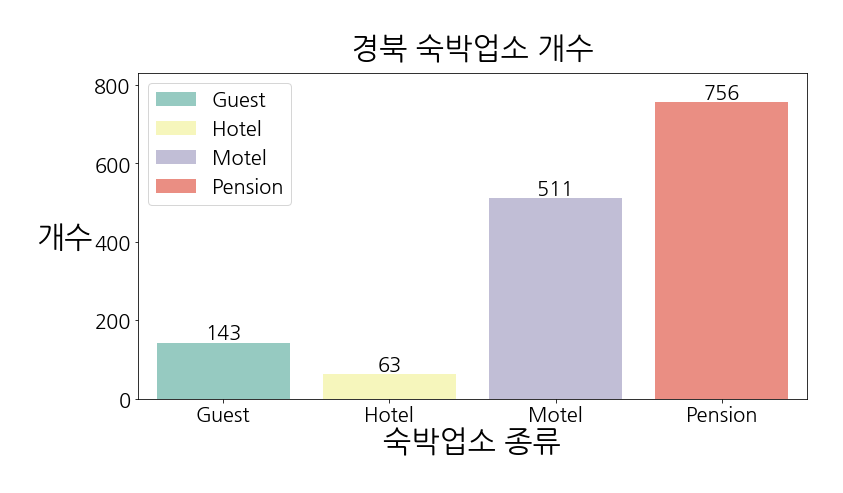 경북 숙박업소 개수
개수
800
600
400
200
0
Guest
Hotel
Motel
Pension
143
63
511
756
Guest
Hotel
Motel
Pension
숙박업소 종류